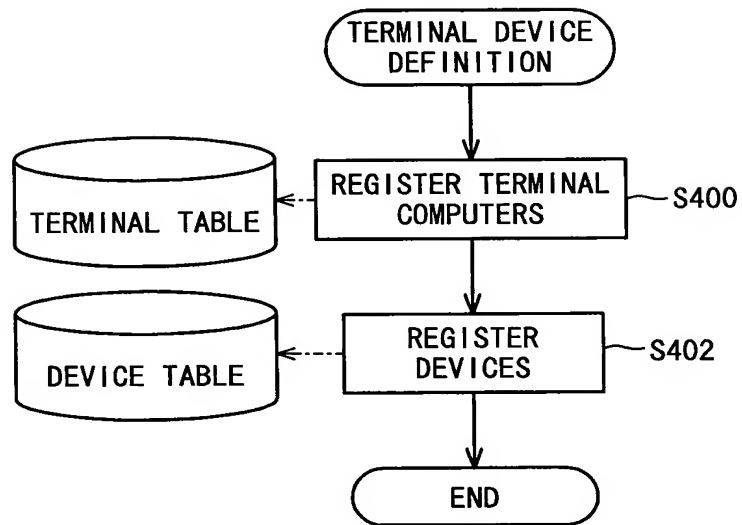 TERMINAL DEVICE
DEFINITION
REGISTER TERMINAL
COMPUTERS
S400
TERMINAL TABLE
REGISTER
DEVICES
S402
DEVICE TABLE
END